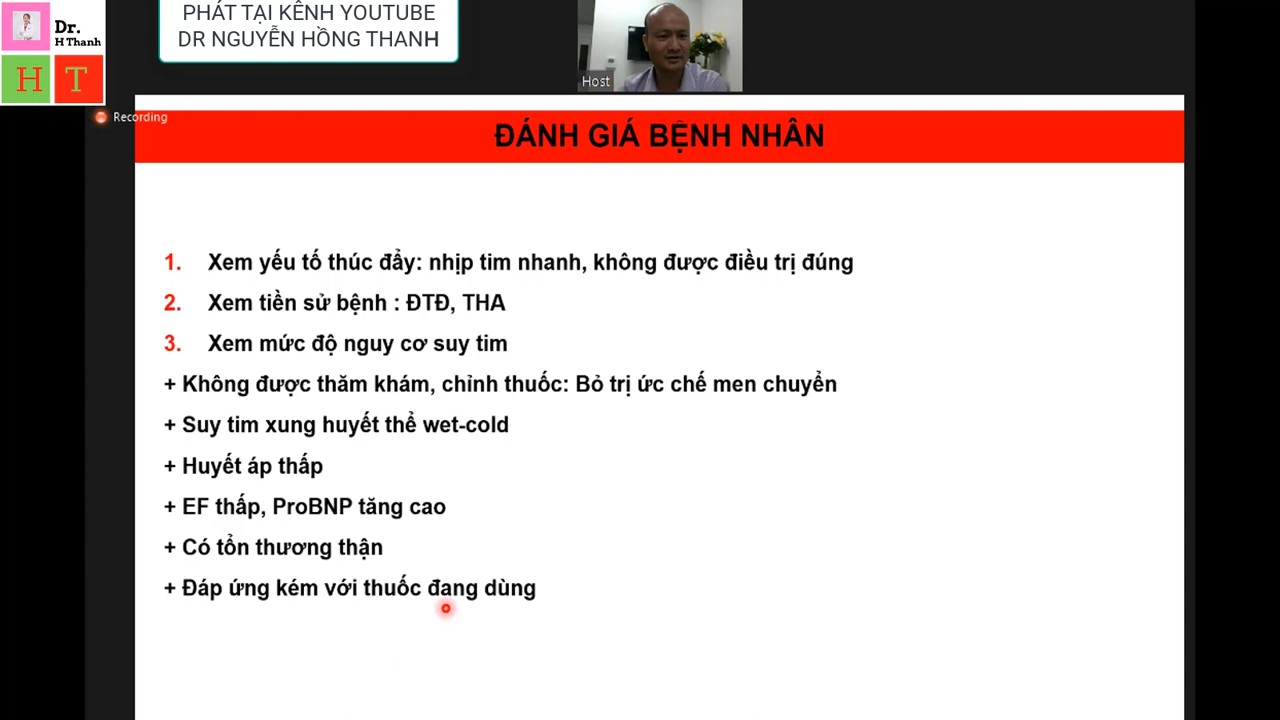 PHÁT TẠI KÊNH YOUTUBE
DR NGUYỄN HỒNG THANH
Dr.
H Thanh
H T
Host
Recording
ĐÁNH GIÁ BỆNH NHÂN
1. Xem yếu tố thúc đẩy: nhịp tim nhanh, không được điều trị đúng
2. Xem tiền sử bệnh : ĐTĐ, THA
3. Xem mức độ nguy cơ suy tim
+ Không được thăm khám, chỉnh thuốc: Bỏ trị ức chế men chuyển
+ Suy tim xung huyết thể wet-cold
+ Huyết áp thấp
+ EF thấp, ProBNP tăng cao
+ Có tổn thương thận
+ Đáp ứng kém với thuốc đang dùng